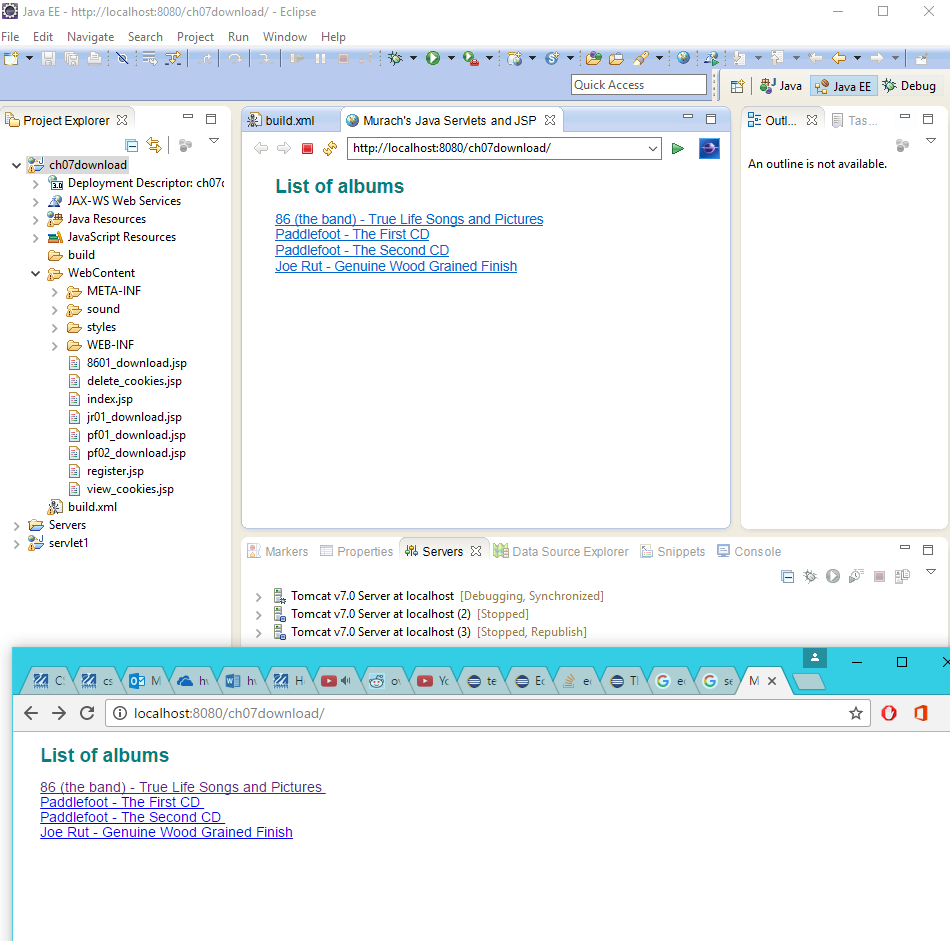 Java EE - http://localhost:8080/ch07download/ - Eclipse
File Edit Navigate Search Project Run Window Help
Quick Access
Java Java EE Debug
Project Explorer
ch07download
3.0 Deployment Descriptor: ch07c
JAX-WS Web Services
Java Resources
JavaScript Resources
build
WebContent
META-INF
sound
styles
WEB-INF
8601_download.jsp
delete_cookies.jsp
index.jsp
jr01_download.jsp
pf01_download.jsp
pf02_download.jsp
register.jsp
view_cookies.jsp
build.xml
Servers
servlet1
build.xml Murach's Java Servlets and JSP
http://localhost:8080/ch07download/
List of albums
86 (the band) - True Life Songs and Pictures
Paddlefoot - The First CD
Paddlefoot - The Second CD
Joe Rut - Genuine Wood Grained Finish
Outl... Tas...
An outline is not available.
Markers Properties Servers Data Source Explorer Snippets Console
Tomcat v7.0 Server at localhost [Debugging, Synchronized]
Tomcat v7.0 Server at localhost (2) [Stopped]
Tomcat v7.0 Server at localhost (3) [Stopped, Republish]
CS cs M hv hv H ov Yc te Ec ec Tl ec se M
localhost:8080/ch07download/
List of albums
86 (the band) - True Life Songs and Pictures
Paddlefoot - The First CD
Paddlefoot - The Second CD
Joe Rut - Genuine Wood Grained Finish